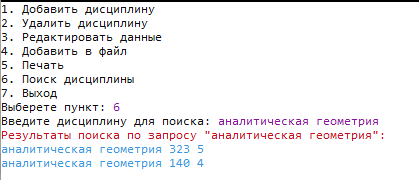 1. Добавить дисциплину
2. Удалить дисциплину
3. Редактировать данные
4. Добавить в файл
5. Печать
6. Поиск дисциплины
7. Выход
Выберете пункт: 6
Введите дисциплину для поиска: аналитическая геометрия
Результаты поиска по запросу "аналитическая геометрия":
аналитическая геометрия 323 5
аналитическая геометрия 140 4